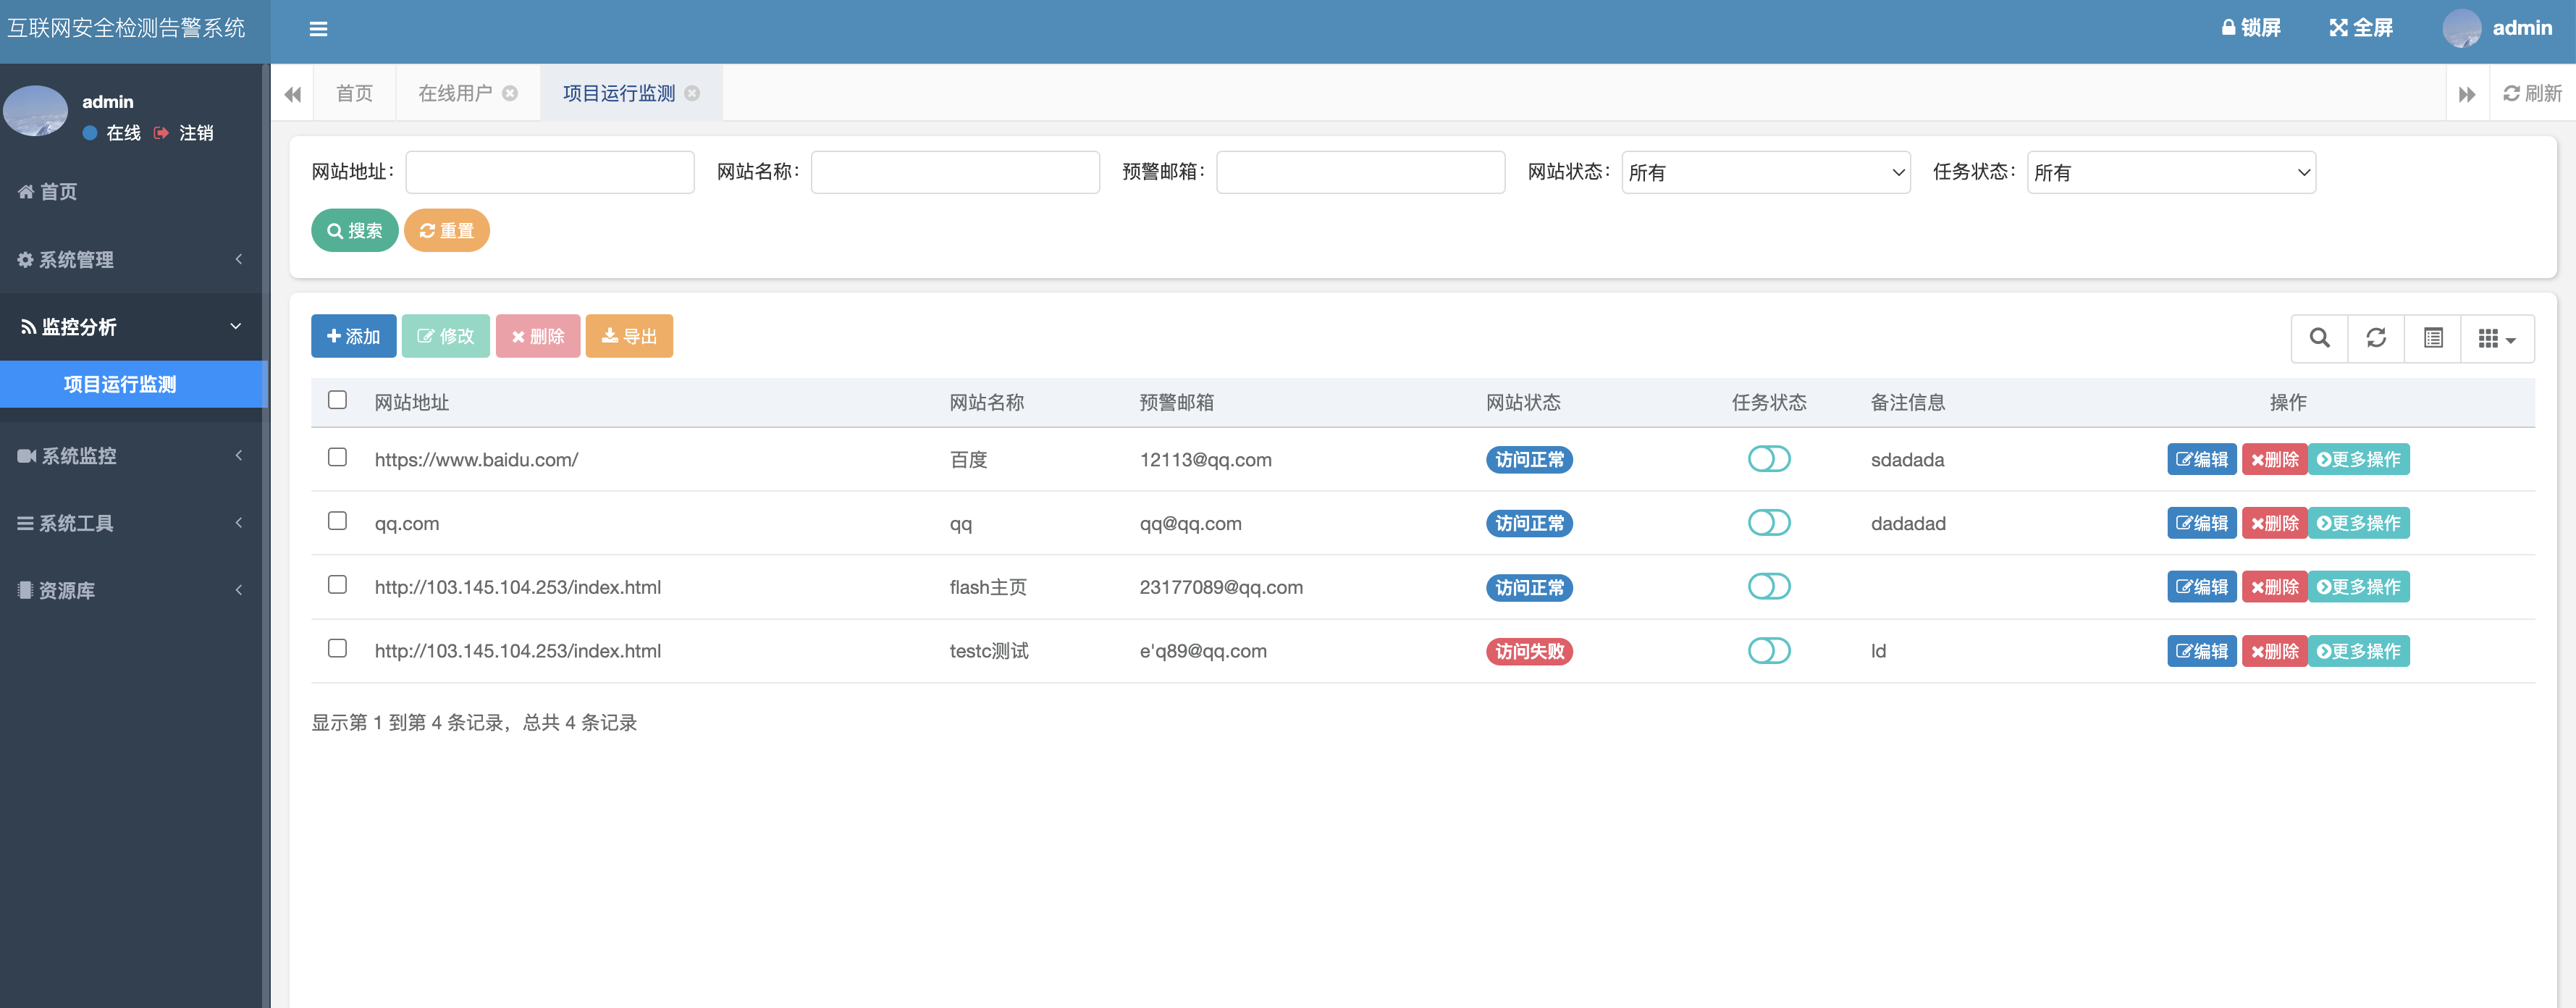 互联网安全检测告警系统
锁屏 全屏 admin
admin
在线 注销
首页
系统管理
监控分析
项目运行监测
系统监控
系统工具
资源库
首页 在线用户 项目运行监测 刷新
网站地址： 网站名称： 预警邮箱： 网站状态： 所有 任务状态： 所有
搜索 重置
添加 修改 删除 导出
网站地址 网站名称 预警邮箱 网站状态 任务状态 备注信息 操作
https://www.baidu.com/ 百度 12113@qq.com 访问正常 sdadada 编辑 删除 更多操作
qq.com qq qq@qq.com 访问正常 dadadad 编辑 删除 更多操作
http://103.145.104.253/index.html flash主页 23177089@qq.com 访问正常 编辑 删除 更多操作
http://103.145.104.253/index.html testc测试 e'q89@qq.com 访问失败 ld 编辑 删除 更多操作
显示第 1 到第 4 条记录，总共 4 条记录